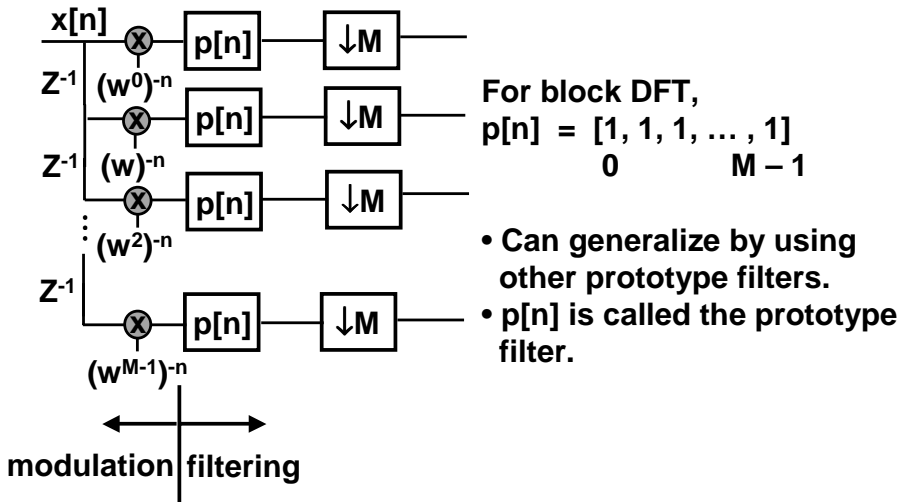 x[n]
x p[n] ↓M
Z⁻¹ (w⁰)⁻ⁿ
x p[n] ↓M
Z⁻¹ (w)⁻ⁿ
x p[n] ↓M
⋮ (w²)⁻ⁿ
Z⁻¹
x p[n] ↓M
(wᴹ⁻¹)⁻ⁿ
modulation filtering
For block DFT,
p[n] = [1, 1, 1, … , 1]
0 M – 1
• Can generalize by using
other prototype filters.
• p[n] is called the prototype
filter.